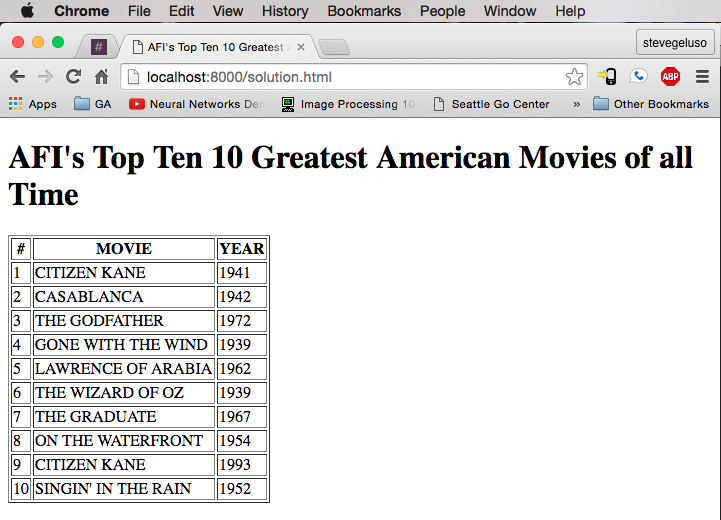 Chrome File Edit View History Bookmarks People Window Help
# AFI's Top Ten 10 Greatest stevegeluso
localhost:8000/solution.html ABP
Apps GA Neural Networks Image Processing Seattle Go Center » Other Bookmarks
AFI's Top Ten 10 Greatest American Movies of all
Time
# MOVIE YEAR
1 CITIZEN KANE 1941
2 CASABLANCA 1942
3 THE GODFATHER 1972
4 GONE WITH THE WIND 1939
5 LAWRENCE OF ARABIA 1962
6 THE WIZARD OF OZ 1939
7 THE GRADUATE 1967
8 ON THE WATERFRONT 1954
9 CITIZEN KANE 1993
10 SINGIN' IN THE RAIN 1952